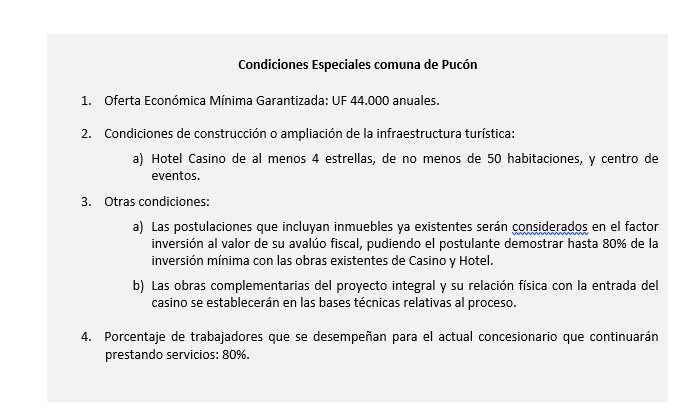 Condiciones Especiales comuna de Pucón
1. Oferta Económica Mínima Garantizada: UF 44.000 anuales.
2. Condiciones de construcción o ampliación de la infraestructura turística:
a) Hotel Casino de al menos 4 estrellas, de no menos de 50 habitaciones, y centro de
eventos.
3. Otras condiciones:
a) Las postulaciones que incluyan inmuebles ya existentes serán considerados en el factor
inversión al valor de su avalúo fiscal, pudiendo el postulante demostrar hasta 80% de la
inversión mínima con las obras existentes de Casino y Hotel.
b) Las obras complementarias del proyecto integral y su relación física con la entrada del
casino se establecerán en las bases técnicas relativas al proceso.
4. Porcentaje de trabajadores que se desempeñan para el actual concesionario que continuarán
prestando servicios: 80%.